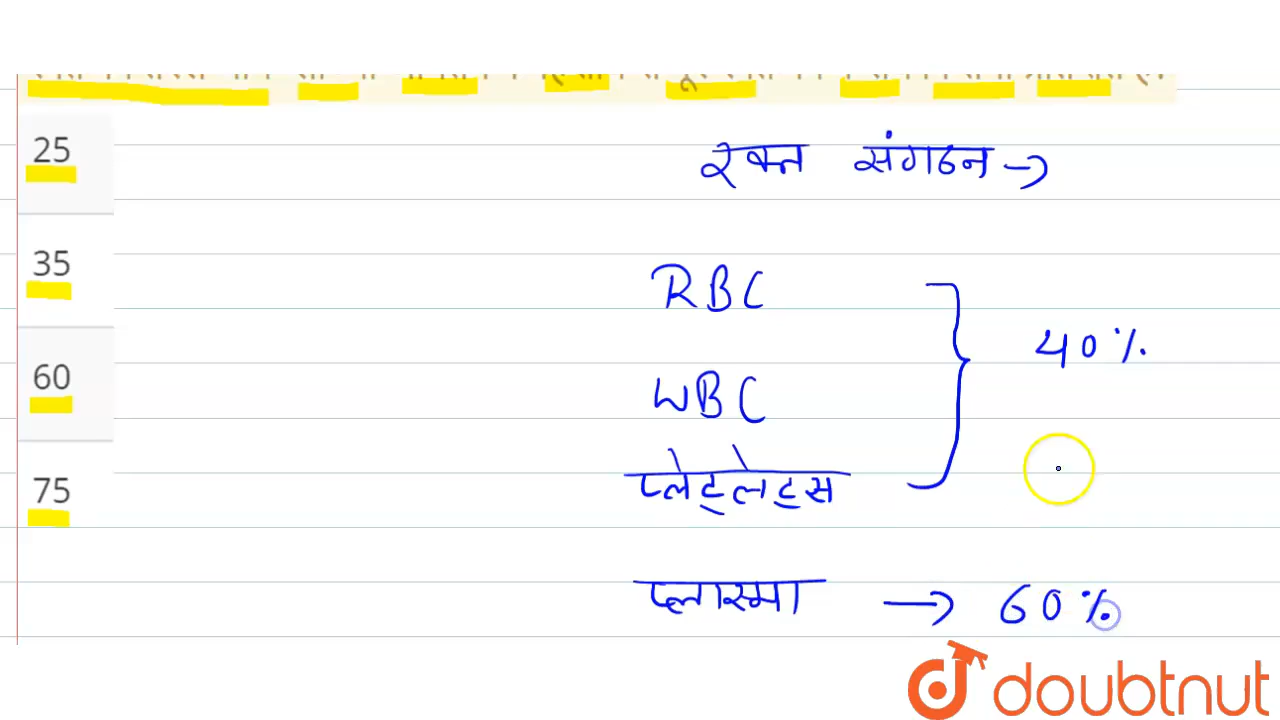 25
रक्त संगठन →
35
RBC
40%
60
WBC
75
प्लेट्लेट्स
प्लास्मा → 60%
doubtnut